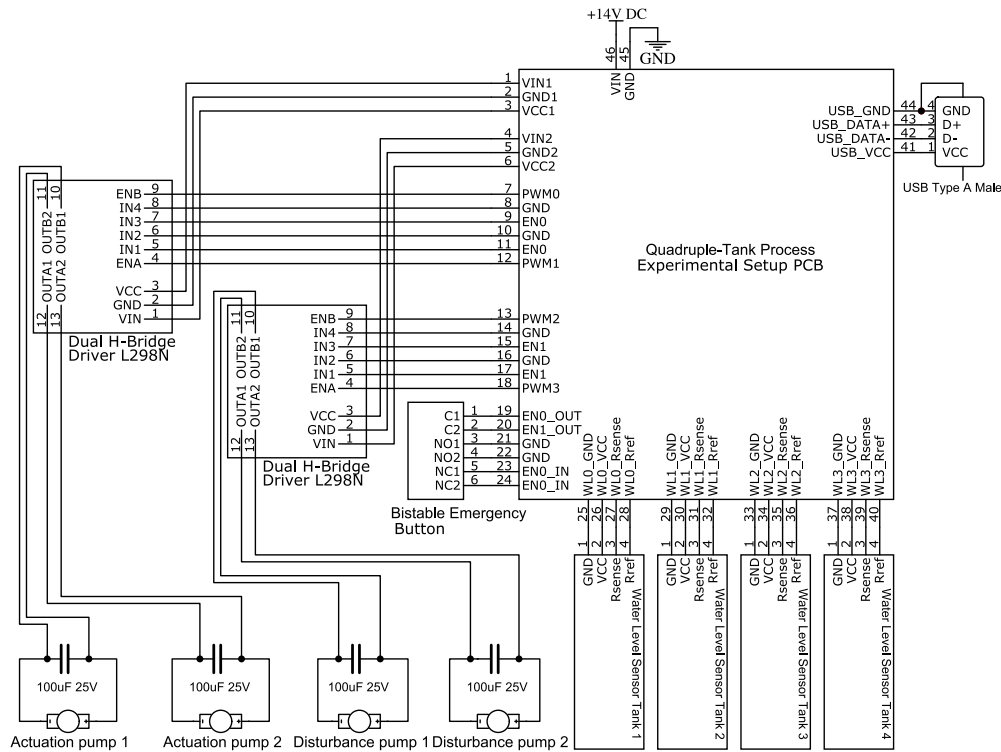 +14V DC
GND
46
45
VIN
GND
1 VIN1
2 GND1
3 VCC1
4 VIN2
5 GND2
6 VCC2
7 PWM0
8 GND
9 EN0
10 GND
11 EN0
12 PWM1
13 PWM2
14 GND
15 EN1
16 GND
17 EN1
18 PWM3
19 EN0_OUT
20 EN1_OUT
21 GND
22 GND
23 EN0_IN
24 EN0_IN
USB_GND 44 4 GND
USB_DATA+ 43 3 D+
USB_DATA- 42 2 D-
USB_VCC 41 1 VCC
USB Type A Male
Quadruple-Tank Process
Experimental Setup PCB
11 10
OUTB2
OUTB1
OUTA1
OUTA2
12 13
ENB 9
IN4 8
IN3 7
IN2 6
IN1 5
ENA 4
VCC 3
GND 2
VIN 1
Dual H-Bridge
Driver L298N
11 10
OUTB2
OUTB1
OUTA1
OUTA2
12 13
ENB 9
IN4 8
IN3 7
IN2 6
IN1 5
ENA 4
VCC 3
GND 2
VIN 1
Dual H-Bridge
Driver L298N
C1 1
C2 2
NO1 3
NO2 4
NC1 5
NC2 6
Bistable Emergency
Button
WL0_GND
WL0_VCC
WL0_Rsense
WL0_Rref
WL1_GND
WL1_VCC
WL1_Rsense
WL1_Rref
WL2_GND
WL2_VCC
WL2_Rsense
WL2_Rref
WL3_GND
WL3_VCC
WL3_Rsense
WL3_Rref
25 26 27 28
29 30 31 32
33 34 35 36
37 38 39 40
1 2 3 4
1 2 3 4
1 2 3 4
1 2 3 4
GND
VCC
Rsense
Rref
Water Level Sensor Tank 1
GND
VCC
Rsense
Rref
Water Level Sensor Tank 2
GND
VCC
Rsense
Rref
Water Level Sensor Tank 3
GND
VCC
Rsense
Rref
Water Level Sensor Tank 4
100uF 25V
- +
Actuation pump 1
100uF 25V
- +
Actuation pump 2
100uF 25V
- +
Disturbance pump 1
100uF 25V
- +
Disturbance pump 2